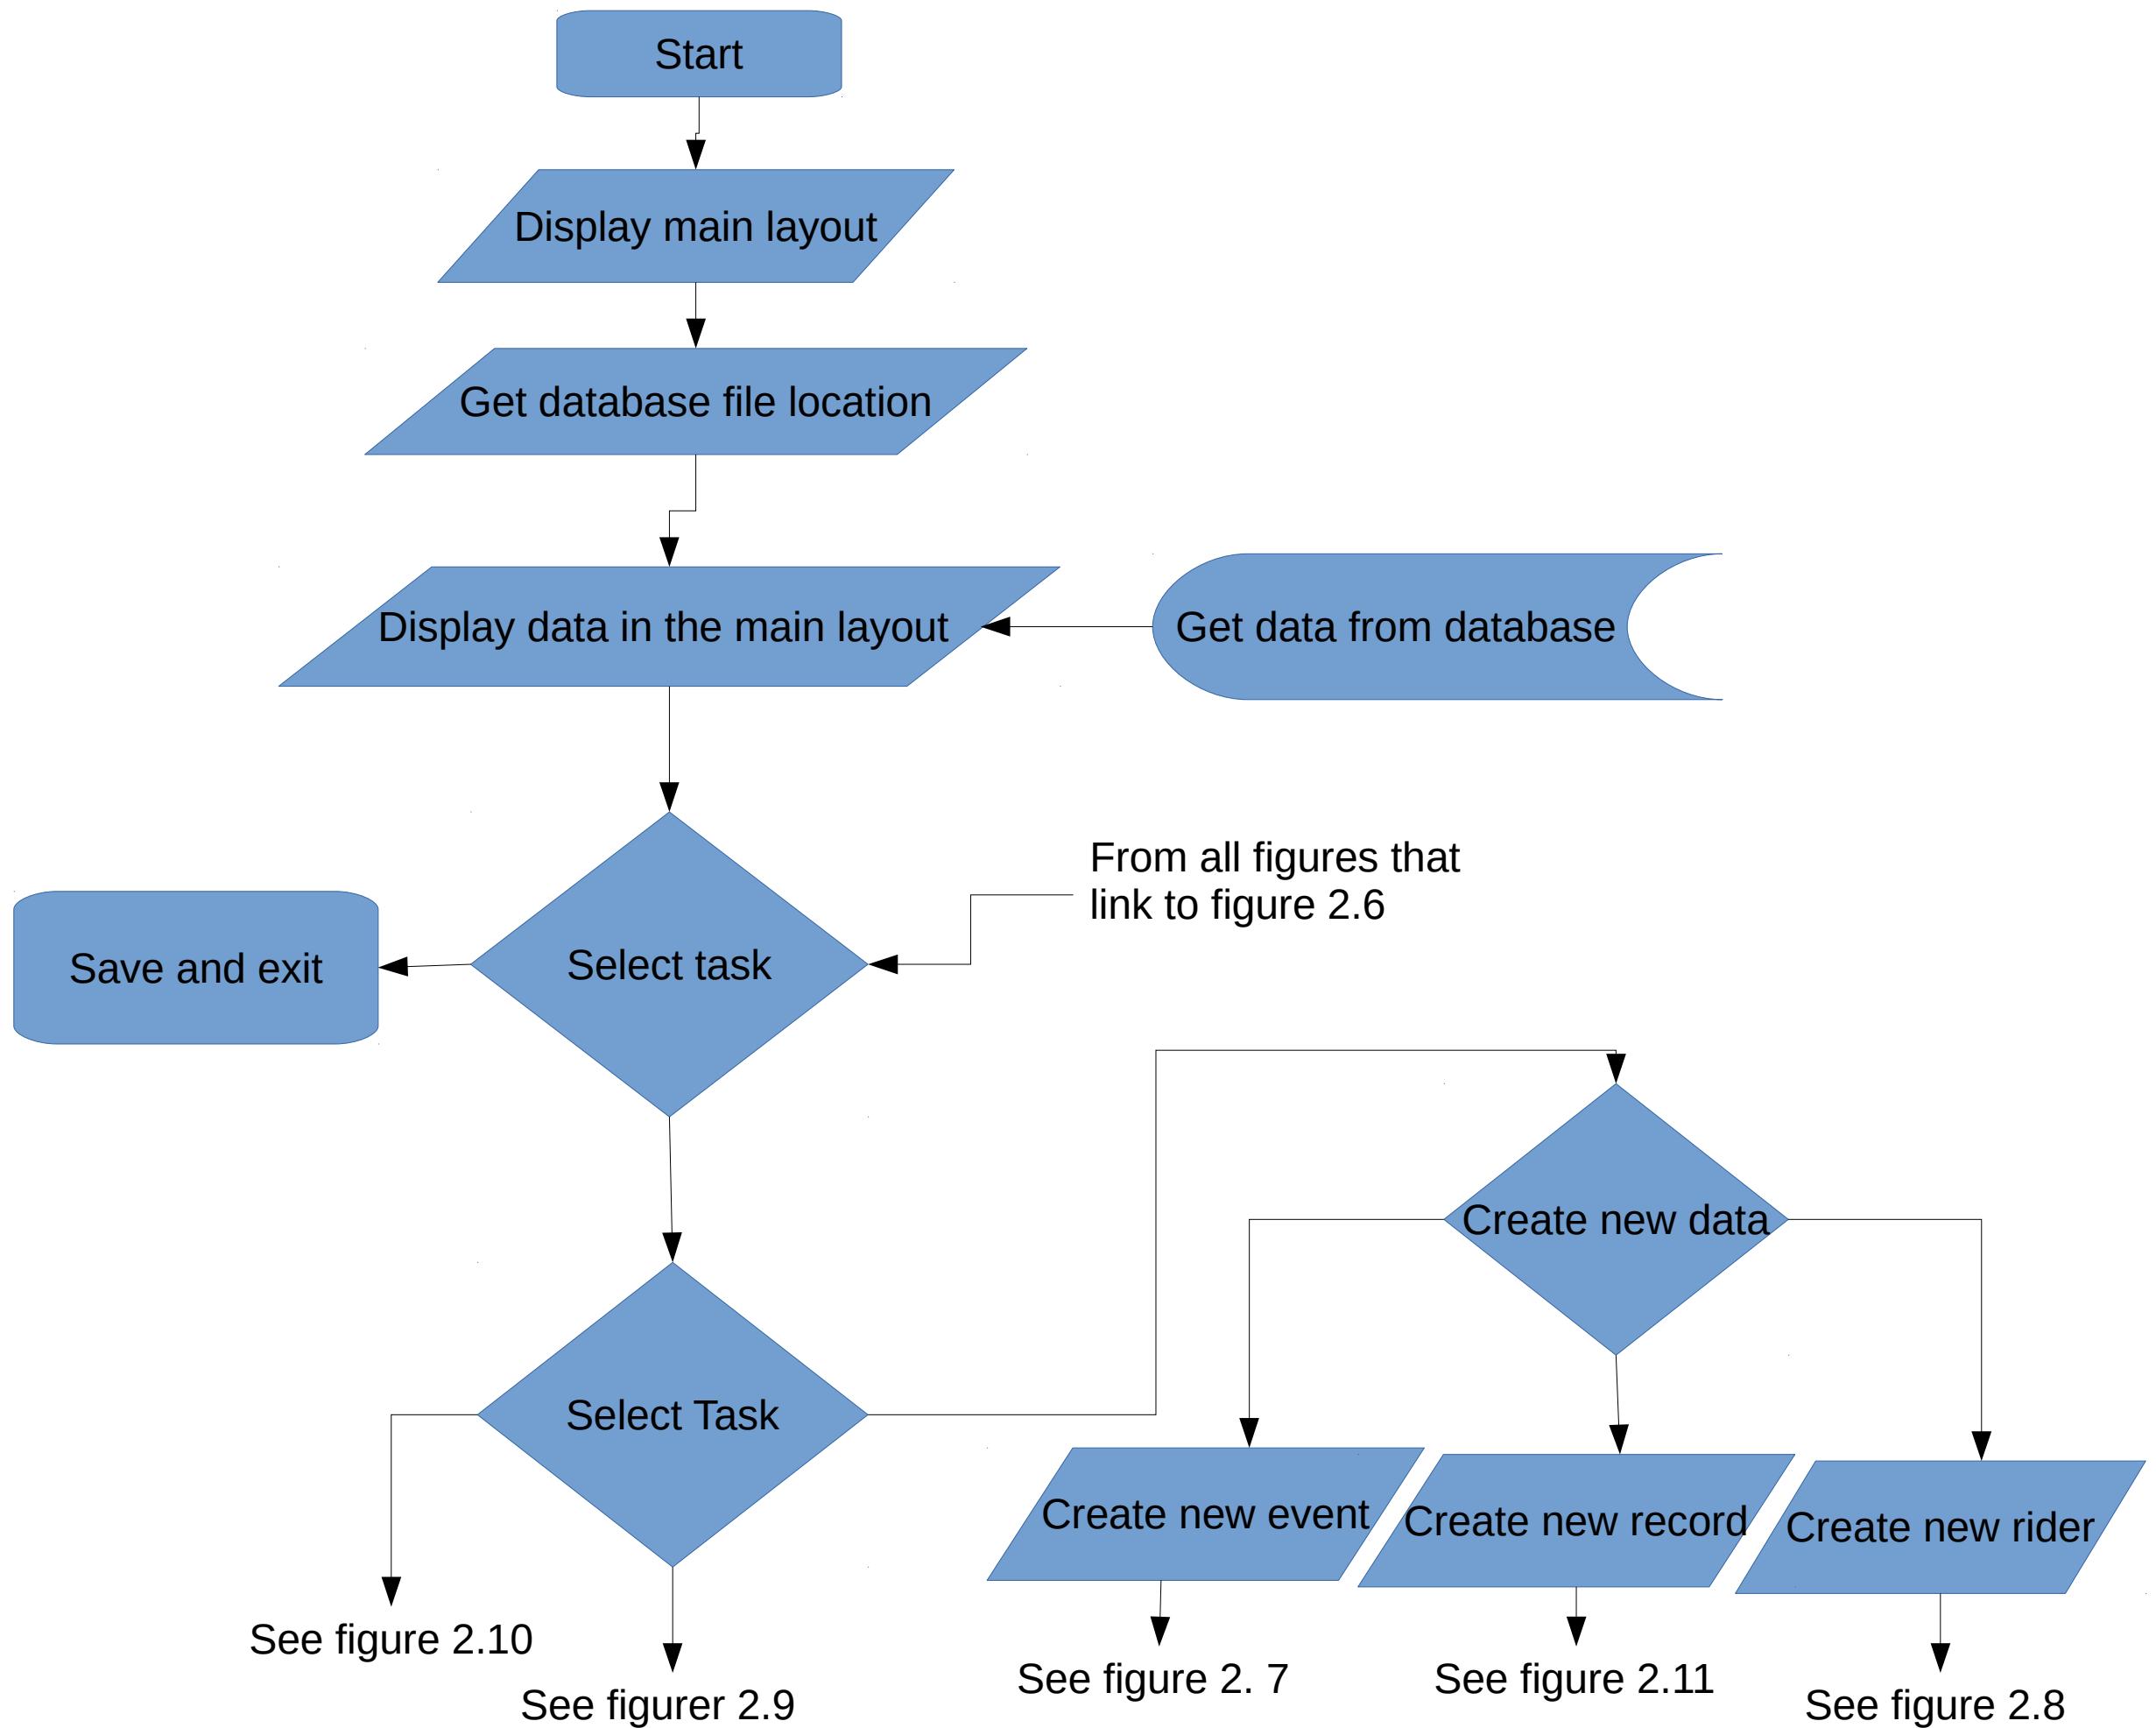 Start
Display main layout
Get database file location
Display data in the main layout
Get data from database
From all figures that
link to figure 2.6
Select task
Save and exit
Create new data
Select Task
Create new event
Create new record
Create new rider
See figure 2.10
See figurer 2.9
See figure 2. 7
See figure 2.11
See figure 2.8